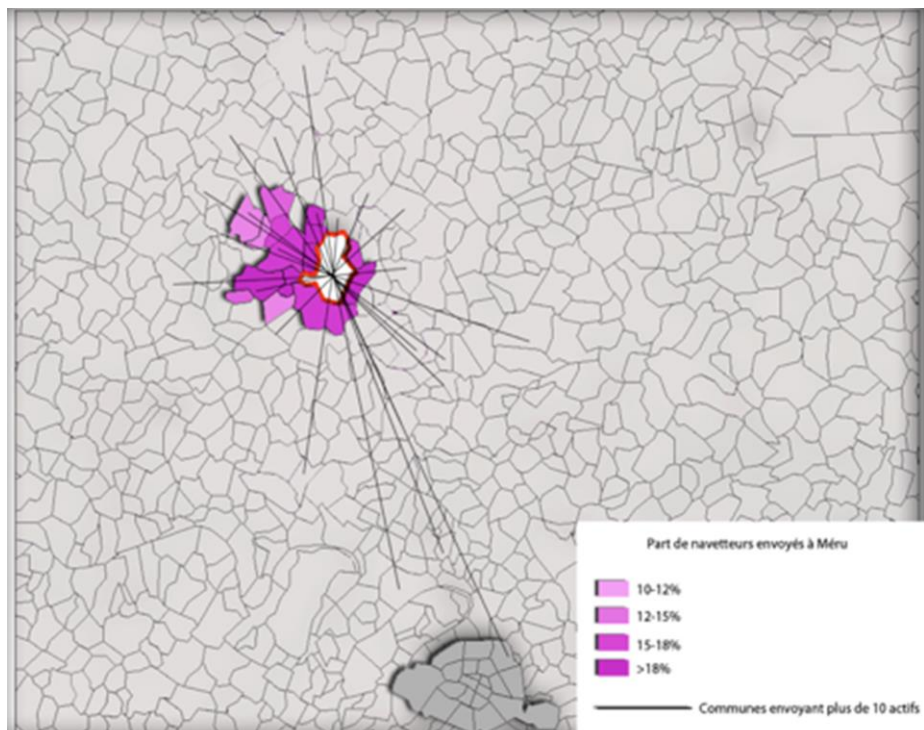 Part de navetteurs envoyés à Méru
10-12%
12-15%
15-18%
>18%
Communes envoyant plus de 10 actifs